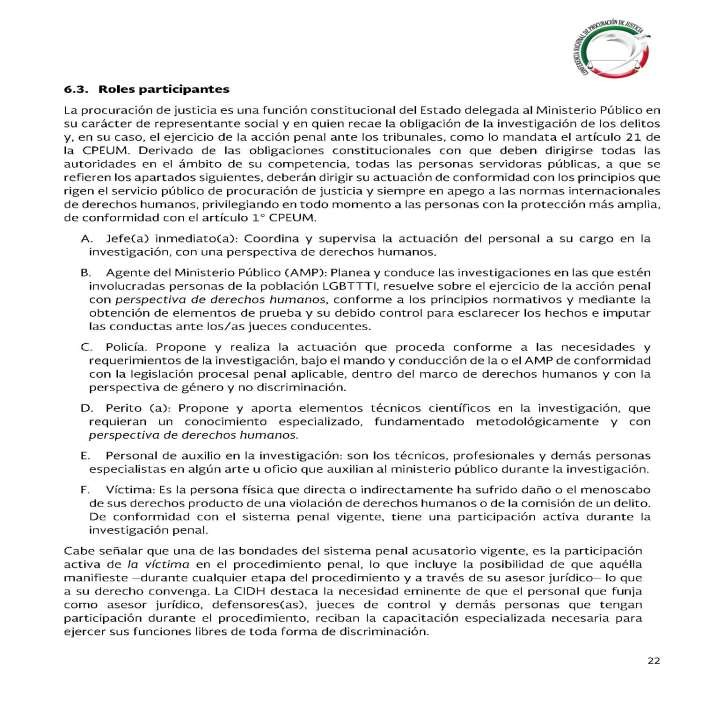 CONFERENCIA NACIONAL DE PROCURACIÓN DE JUSTICIA
6.3. Roles participantes
La procuración de justicia es una función constitucional del Estado delegada al Ministerio Público en
su carácter de representante social y en quien recae la obligación de la investigación de los delitos
y, en su caso, el ejercicio de la acción penal ante los tribunales, como lo mandata el artículo 21 de
la CPEUM. Derivado de las obligaciones constitucionales con que deben dirigirse todas las
autoridades en el ámbito de su competencia, todas las personas servidoras públicas, a que se
refieren los apartados siguientes, deberán dirigir su actuación de conformidad con los principios que
rigen el servicio público de procuración de justicia y siempre en apego a las normas internacionales
de derechos humanos, privilegiando en todo momento a las personas con la protección más amplia,
de conformidad con el artículo 1° CPEUM.
A. Jefe(a) inmediato(a): Coordina y supervisa la actuación del personal a su cargo en la
investigación, con una perspectiva de derechos humanos.
B. Agente del Ministerio Público (AMP): Planea y conduce las investigaciones en las que estén
involucradas personas de la población LGBTTTI, resuelve sobre el ejercicio de la acción penal
con perspectiva de derechos humanos, conforme a los principios normativos y mediante la
obtención de elementos de prueba y su debido control para esclarecer los hechos e imputar
las conductas ante los/as jueces conducentes.
C. Policía. Propone y realiza la actuación que proceda conforme a las necesidades y
requerimientos de la investigación, bajo el mando y conducción de la o el AMP de conformidad
con la legislación procesal penal aplicable, dentro del marco de derechos humanos y con la
perspectiva de género y no discriminación.
D. Perito (a): Propone y aporta elementos técnicos científicos en la investigación, que
requieran un conocimiento especializado, fundamentado metodológicamente y con
perspectiva de derechos humanos.
E. Personal de auxilio en la investigación: son los técnicos, profesionales y demás personas
especialistas en algún arte u oficio que auxilian al ministerio público durante la investigación.
F. Víctima: Es la persona física que directa o indirectamente ha sufrido daño o el menoscabo
de sus derechos producto de una violación de derechos humanos o de la comisión de un delito.
De conformidad con el sistema penal vigente, tiene una participación activa durante la
investigación penal.
Cabe señalar que una de las bondades del sistema penal acusatorio vigente, es la participación
activa de la víctima en el procedimiento penal, lo que incluye la posibilidad de que aquélla
manifieste —durante cualquier etapa del procedimiento y a través de su asesor jurídico— lo que
a su derecho convenga. La CIDH destaca la necesidad eminente de que el personal que funja
como asesor jurídico, defensores(as), jueces de control y demás personas que tengan
participación durante el procedimiento, reciban la capacitación especializada necesaria para
ejercer sus funciones libres de toda forma de discriminación.
22